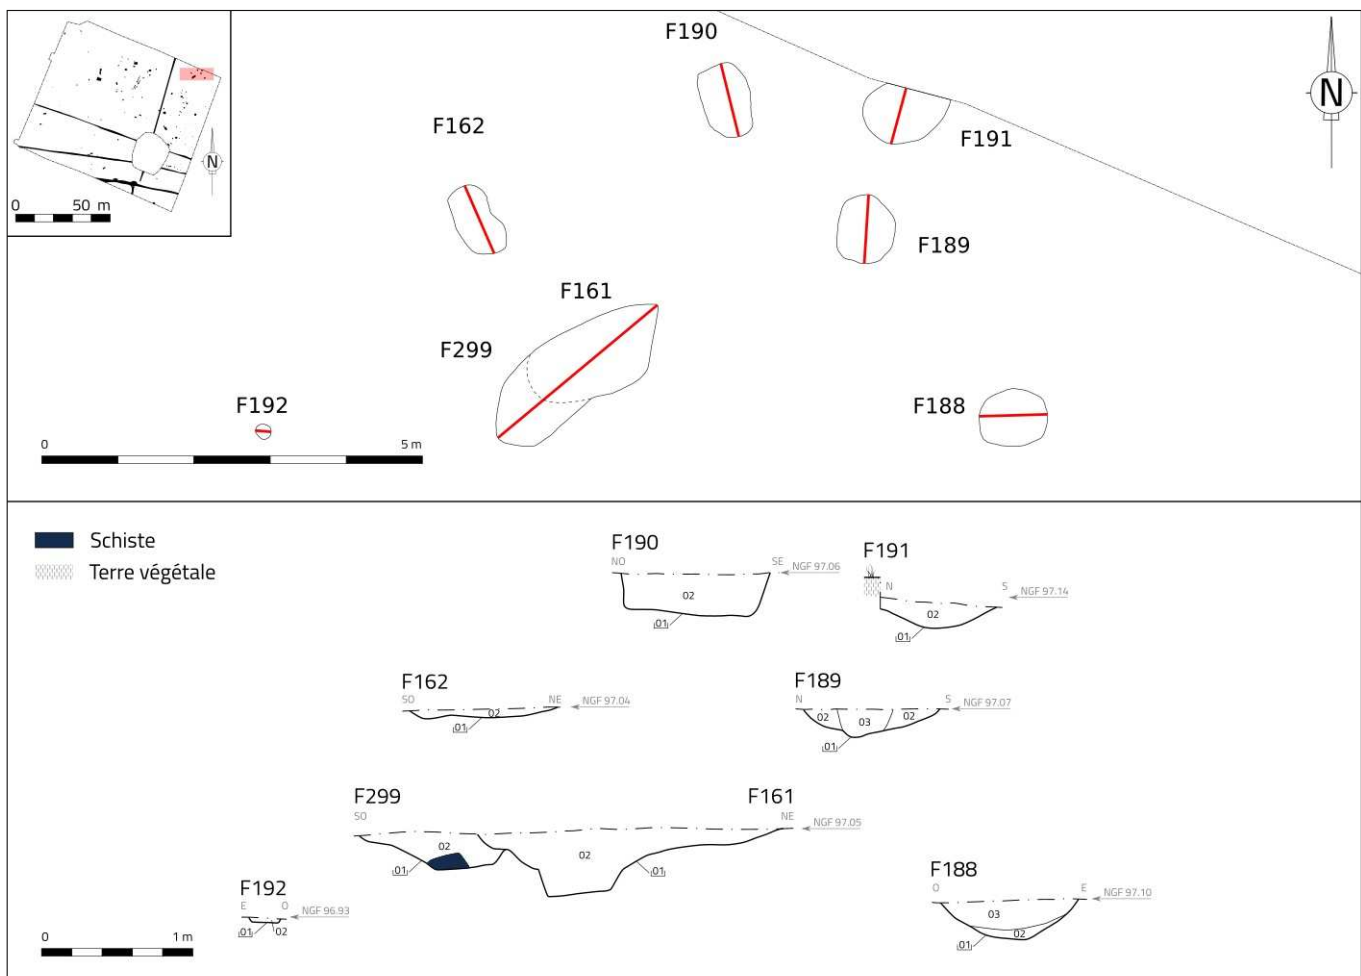 F190
F162
F191
N
N
0 50 m
F189
F161
F299
F192
F188
0 5 m
Schiste
Terre végétale
F190
NO SE NGF 97.06
02
01
F191
N S NGF 97.14
02
01
F162
SO NE NGF 97.04
02
01
F189
N S NGF 97.07
02 03 02
01
F299 F161
SO NE NGF 97.05
02 02
01 01
F192
E O NGF 96.93
01 02
F188
O E NGF 97.10
03
02
01
0 1 m